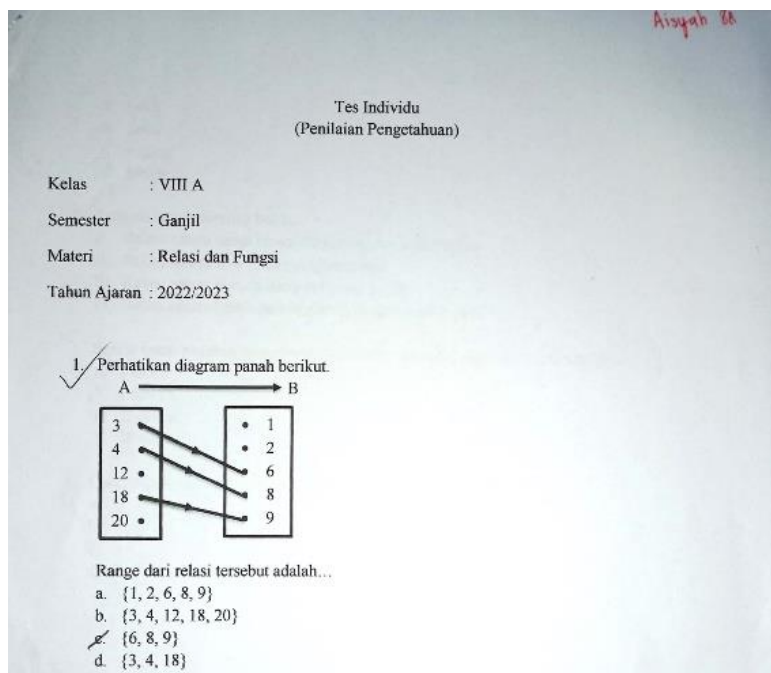 Aisyah 8A
Tes Individu
(Penilaian Pengetahuan)
Kelas : VIII A
Semester : Ganjil
Materi : Relasi dan Fungsi
Tahun Ajaran : 2022/2023
1. Perhatikan diagram panah berikut.
A B
3 1
4 2
12 6
18 8
20 9
Range dari relasi tersebut adalah...
a. {1, 2, 6, 8, 9}
b. {3, 4, 12, 18, 20}
c. {6, 8, 9}
d. {3, 4, 18}